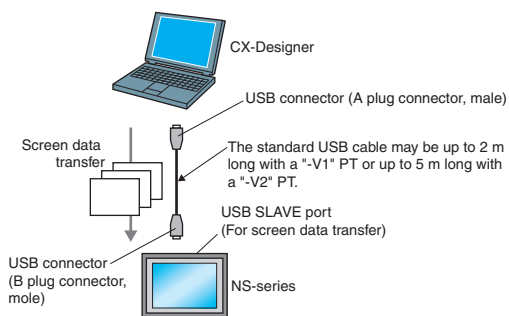 CX-Designer
USB connector (A plug connector, male)
Screen data
transfer
The standard USB cable may be up to 2 m
long with a "-V1" PT or up to 5 m long with
a "-V2" PT.
USB SLAVE port
(For screen data transfer)
USB connector
(B plug connector,
mole)
NS-series